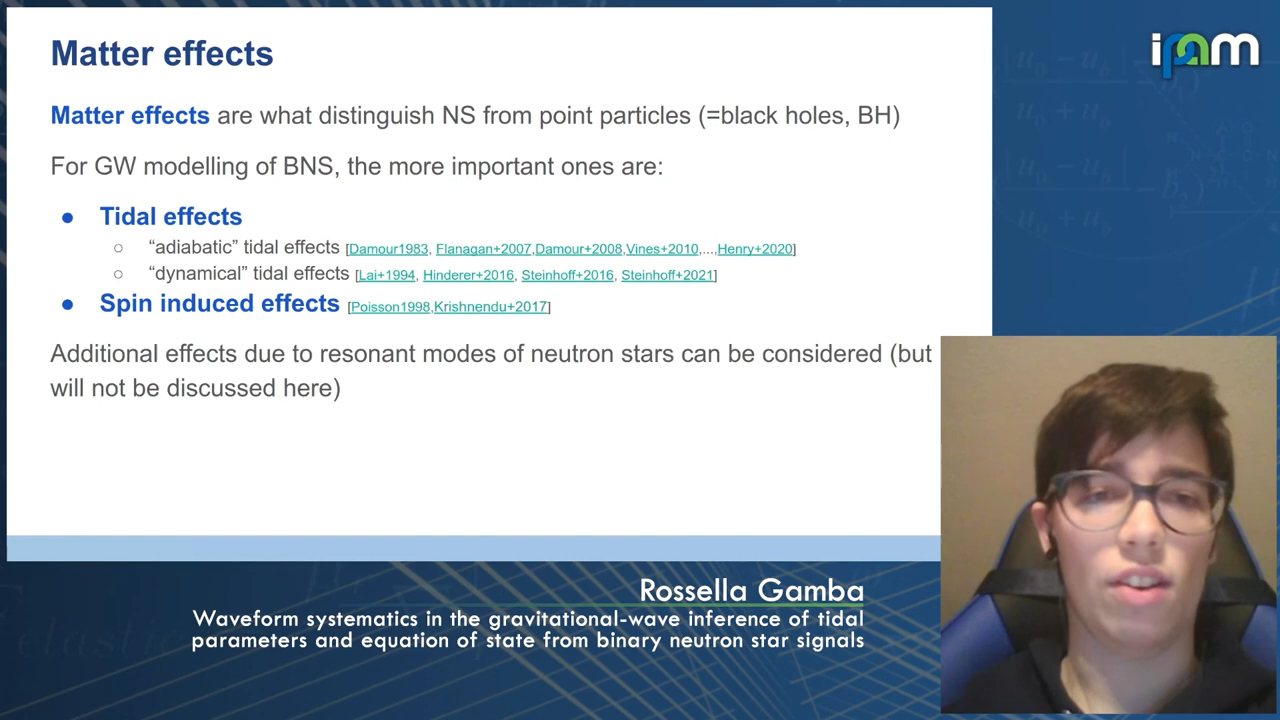 Matter effects
ipam
Matter effects are what distinguish NS from point particles (=black holes, BH)
For GW modelling of BNS, the more important ones are:
● Tidal effects
○ “adiabatic” tidal effects [Damour1983, Flanagan+2007,Damour+2008,Vines+2010,...,Henry+2020]
○ “dynamical” tidal effects [Lai+1994, Hinderer+2016, Steinhoff+2016, Steinhoff+2021]
● Spin induced effects [Poisson1998,Krishnendu+2017]
Additional effects due to resonant modes of neutron stars can be considered (but
will not be discussed here)
Rossella Gamba
Waveform systematics in the gravitational-wave inference of tidal
parameters and equation of state from binary neutron star signals